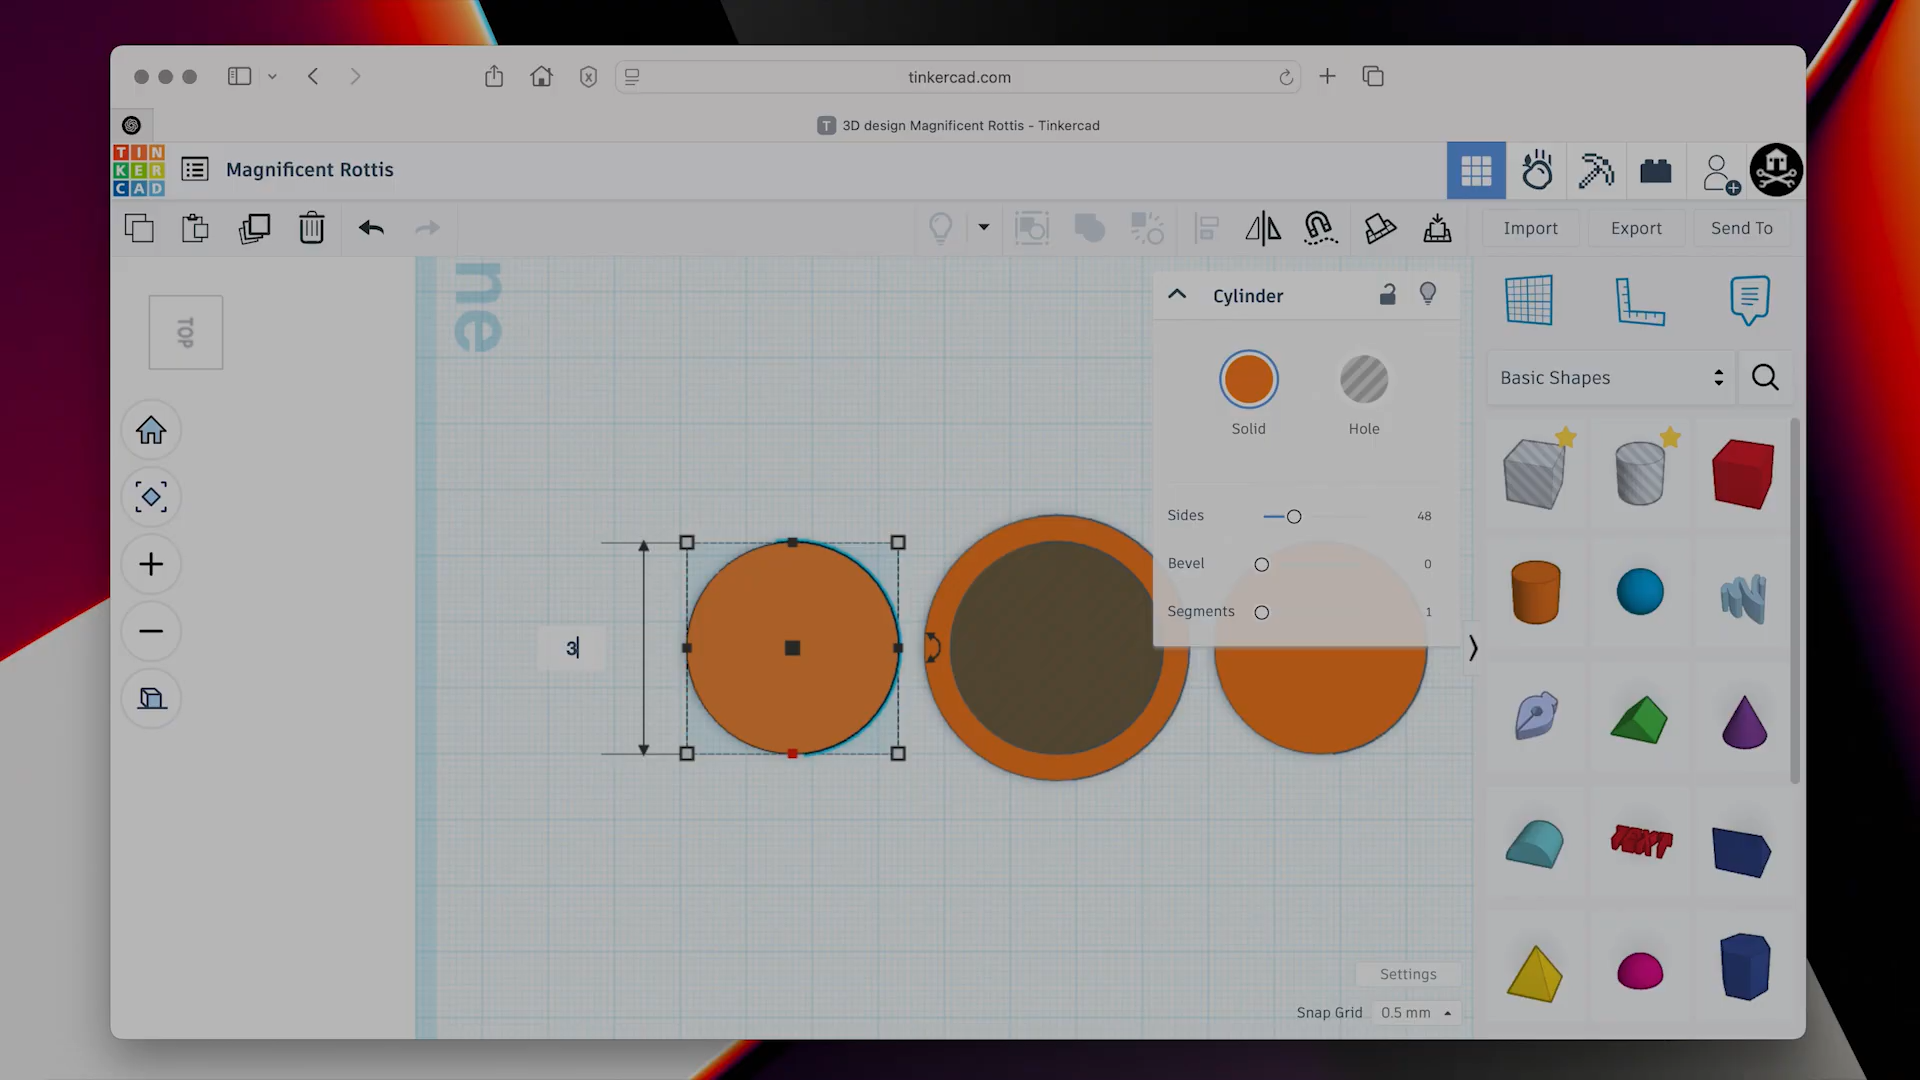 tinkercad.com
T 3D design Magnificent Rottis - Tinkercad
TIN
KER
CAD
Magnificent Rottis
Import
Export
Send To
ne
TOP
Cylinder
Solid
Hole
Sides
48
Bevel
0
Segments
1
3
Basic Shapes
TEXT
Settings
Snap Grid
0.5 mm